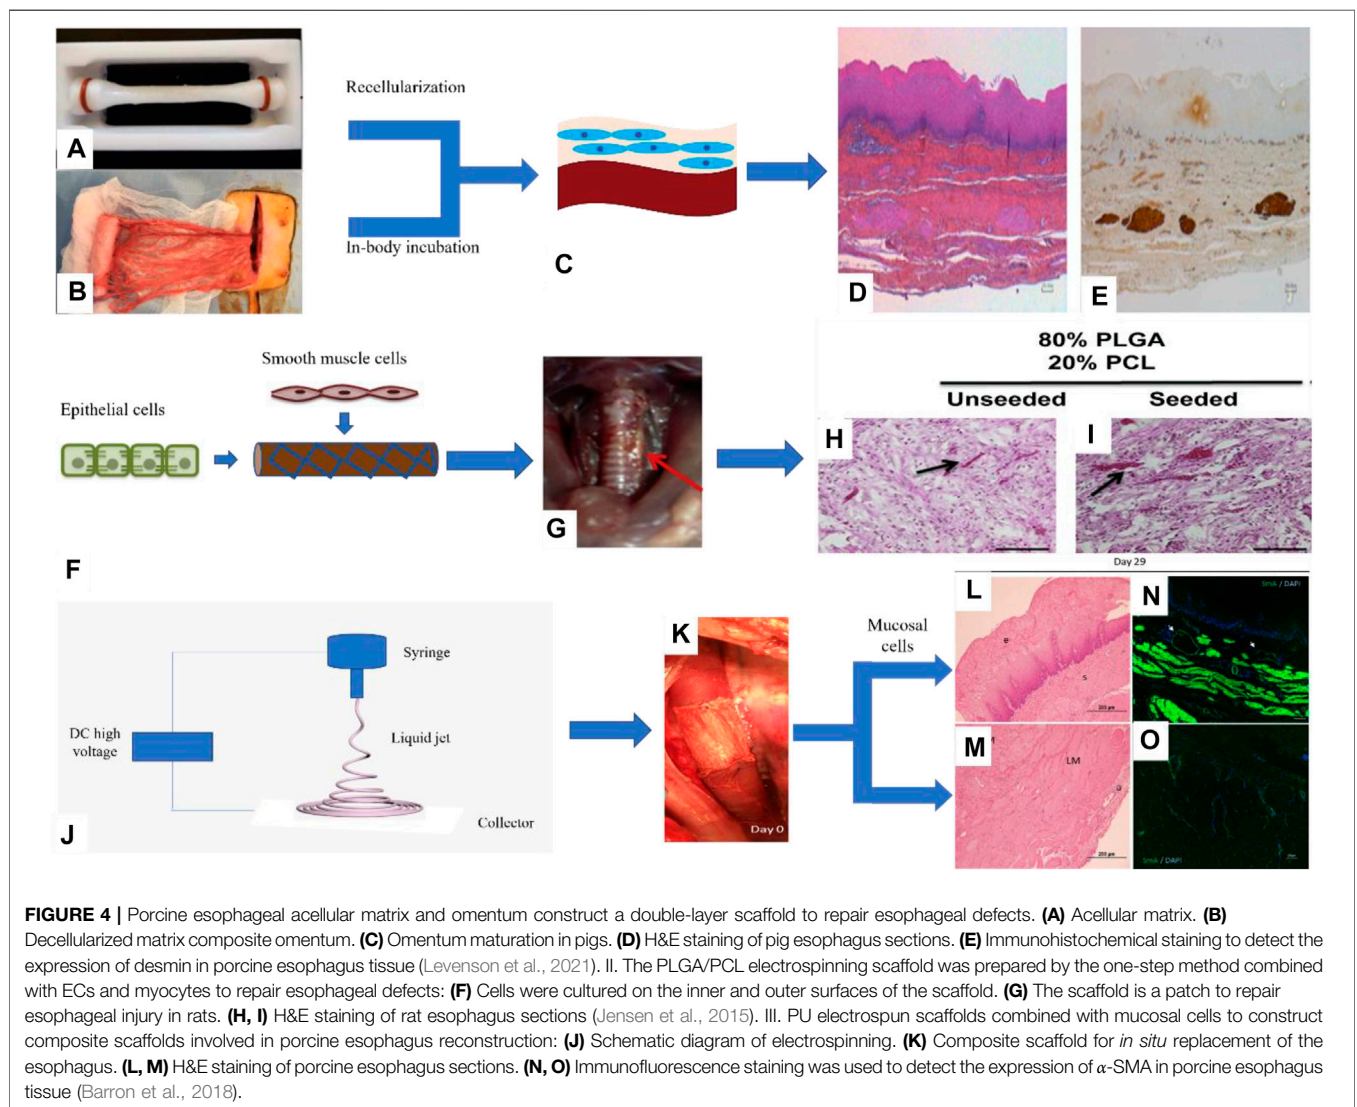 A
B
Recellularization
In-body incubation
C
D
E
Smooth muscle cells
Epithelial cells
F
G
80% PLGA
20% PCL
Unseeded
Seeded
H
I
Day 29
DC high
voltage
Syringe
Liquid jet
Collector
J
K
Day 0
Mucosal
cells
L
e
s
200 µm
M
LM
a
200 µm
N
SmA / DAPI
O
SmA / DAPI
FIGURE 4 | Porcine esophageal acellular matrix and omentum construct a double-layer scaffold to repair esophageal defects. (A) Acellular matrix. (B)
Decellularized matrix composite omentum. (C) Omentum maturation in pigs. (D) H&E staining of pig esophagus sections. (E) Immunohistochemical staining to detect the
expression of desmin in porcine esophagus tissue (Levenson et al., 2021). II. The PLGA/PCL electrospinning scaffold was prepared by the one-step method combined
with ECs and myocytes to repair esophageal defects: (F) Cells were cultured on the inner and outer surfaces of the scaffold. (G) The scaffold is a patch to repair
esophageal injury in rats. (H, I) H&E staining of rat esophagus sections (Jensen et al., 2015). III. PU electrospun scaffolds combined with mucosal cells to construct
composite scaffolds involved in porcine esophagus reconstruction: (J) Schematic diagram of electrospinning. (K) Composite scaffold for in situ replacement of the
esophagus. (L, M) H&E staining of porcine esophagus sections. (N, O) Immunofluorescence staining was used to detect the expression of α-SMA in porcine esophagus
tissue (Barron et al., 2018).